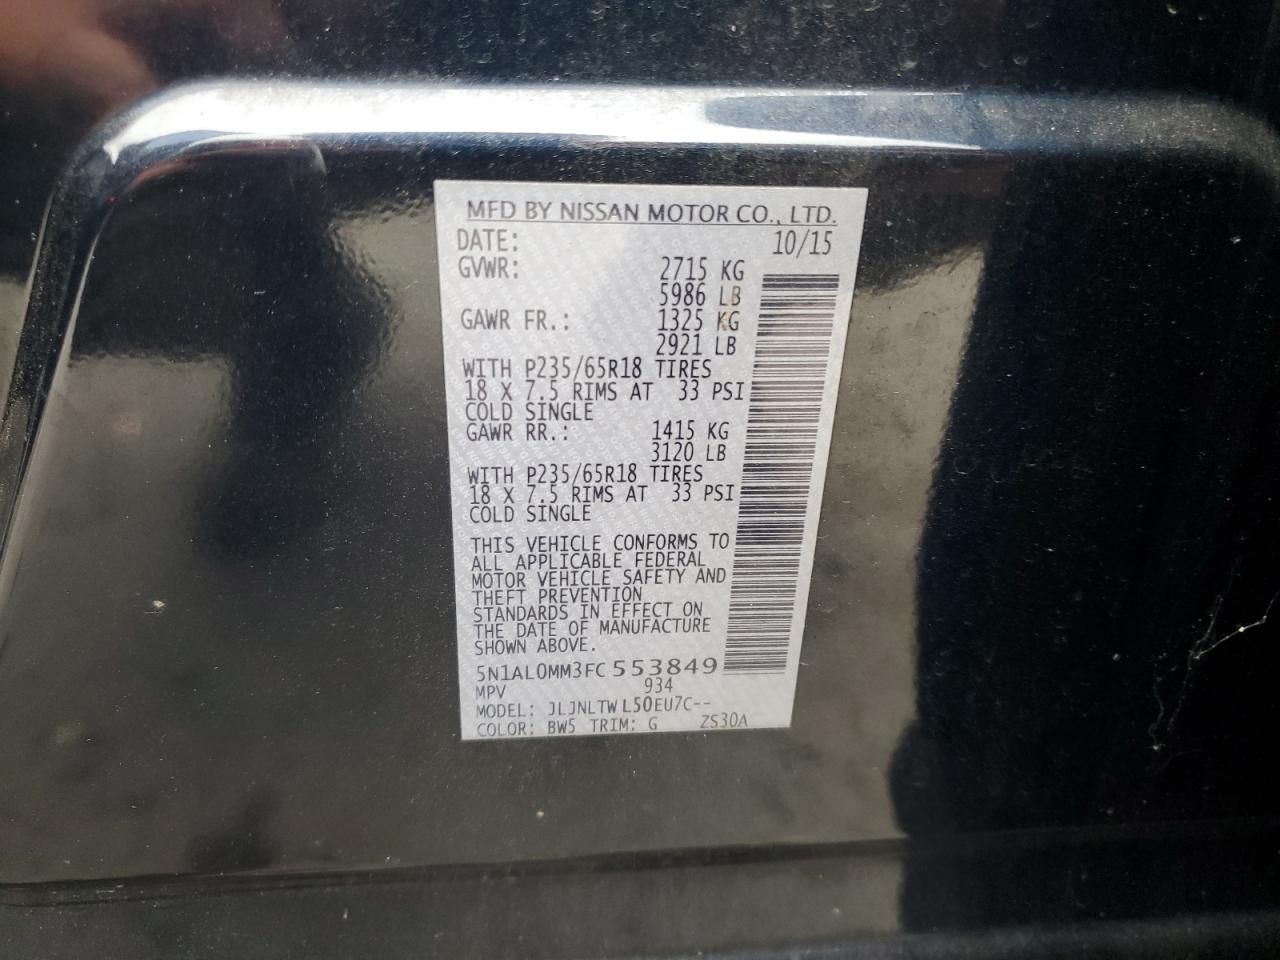 MFD BY NISSAN MOTOR CO., LTD.
DATE: 10/15
GVWR: 2715 KG
5986 LB
GAWR FR.: 1325 KG
2921 LB
WITH P235/65R18 TIRES
18 X 7.5 RIMS AT 33 PSI
COLD SINGLE
GAWR RR.: 1415 KG
3120 LB
WITH P235/65R18 TIRES
18 X 7.5 RIMS AT 33 PSI
COLD SINGLE
THIS VEHICLE CONFORMS TO
ALL APPLICABLE FEDERAL
MOTOR VEHICLE SAFETY AND
THEFT PREVENTION
STANDARDS IN EFFECT ON
THE DATE OF MANUFACTURE
SHOWN ABOVE.
5N1AL0MM3FC553849
MPV 934
MODEL: JLJNLTWL50EU7C--
COLOR: BW5 TRIM: G ZS30A